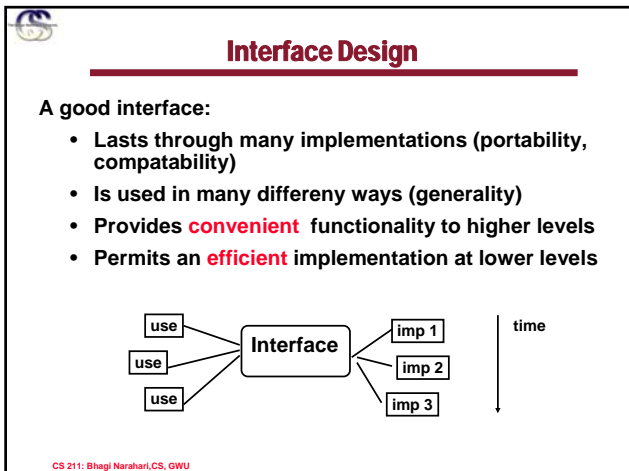 CS
Interface Design
A good interface:
• Lasts through many implementations (portability,
compatability)
• Is used in many differeny ways (generality)
• Provides convenient functionality to higher levels
• Permits an efficient implementation at lower levels
use
use
use
Interface
imp 1
imp 2
imp 3
time
CS 211: Bhagi Narahari,CS, GWU